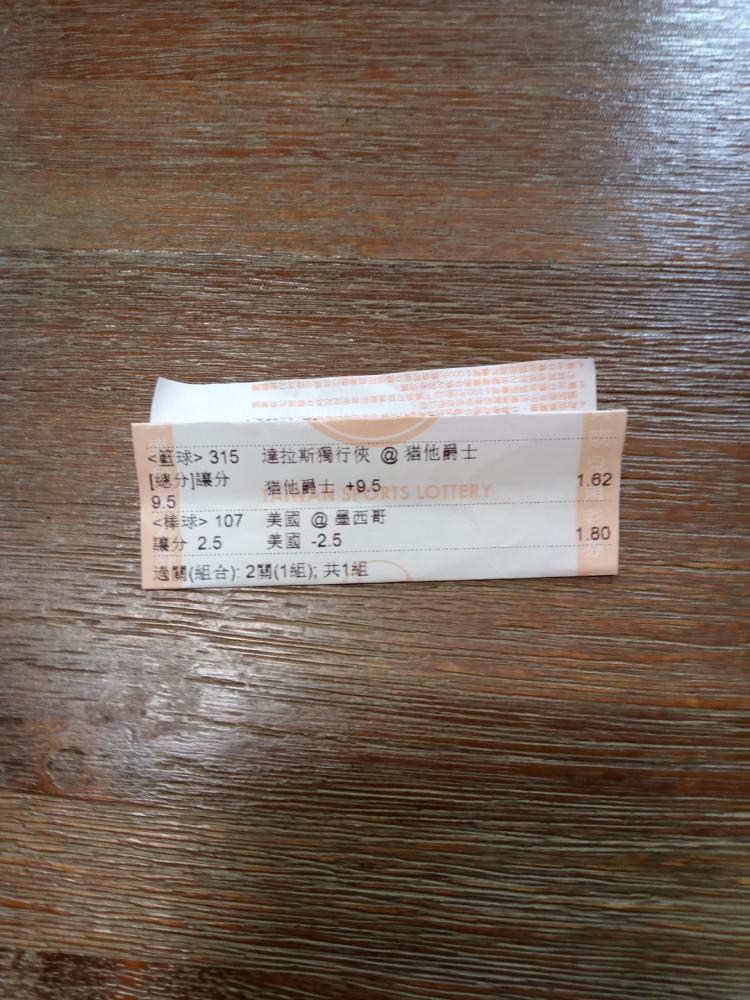 <籃球> 315 達拉斯獨行俠 @ 猶他爵士
[總分]讓分 猶他爵士 +9.5 1.62
9.5
TAIWAN SPORTS LOTTERY
<棒球> 107 美國 @ 墨西哥
讓分 2.5 美國 -2.5 1.80
過關(組合): 2關(1組); 共1組